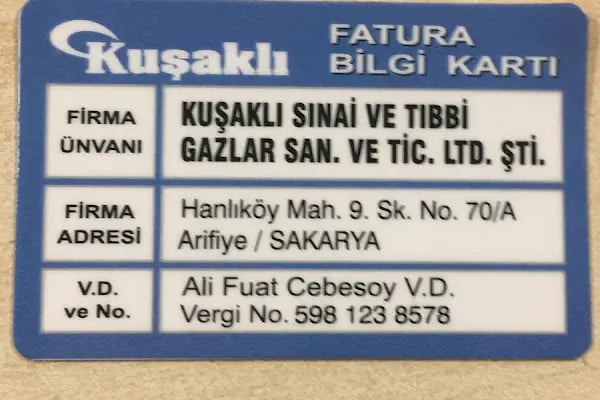 Kuşaklı
FATURA
BİLGİ KARTI
FİRMA
ÜNVANI
KUŞAKLI SINAİ VE TIBBİ
GAZLAR SAN. VE TİC. LTD. ŞTİ.
FİRMA
ADRESİ
Hanlıköy Mah. 9. Sk. No. 70/A
Arifiye / SAKARYA
V.D.
ve No.
Ali Fuat Cebesoy V.D.
Vergi No. 598 123 8578